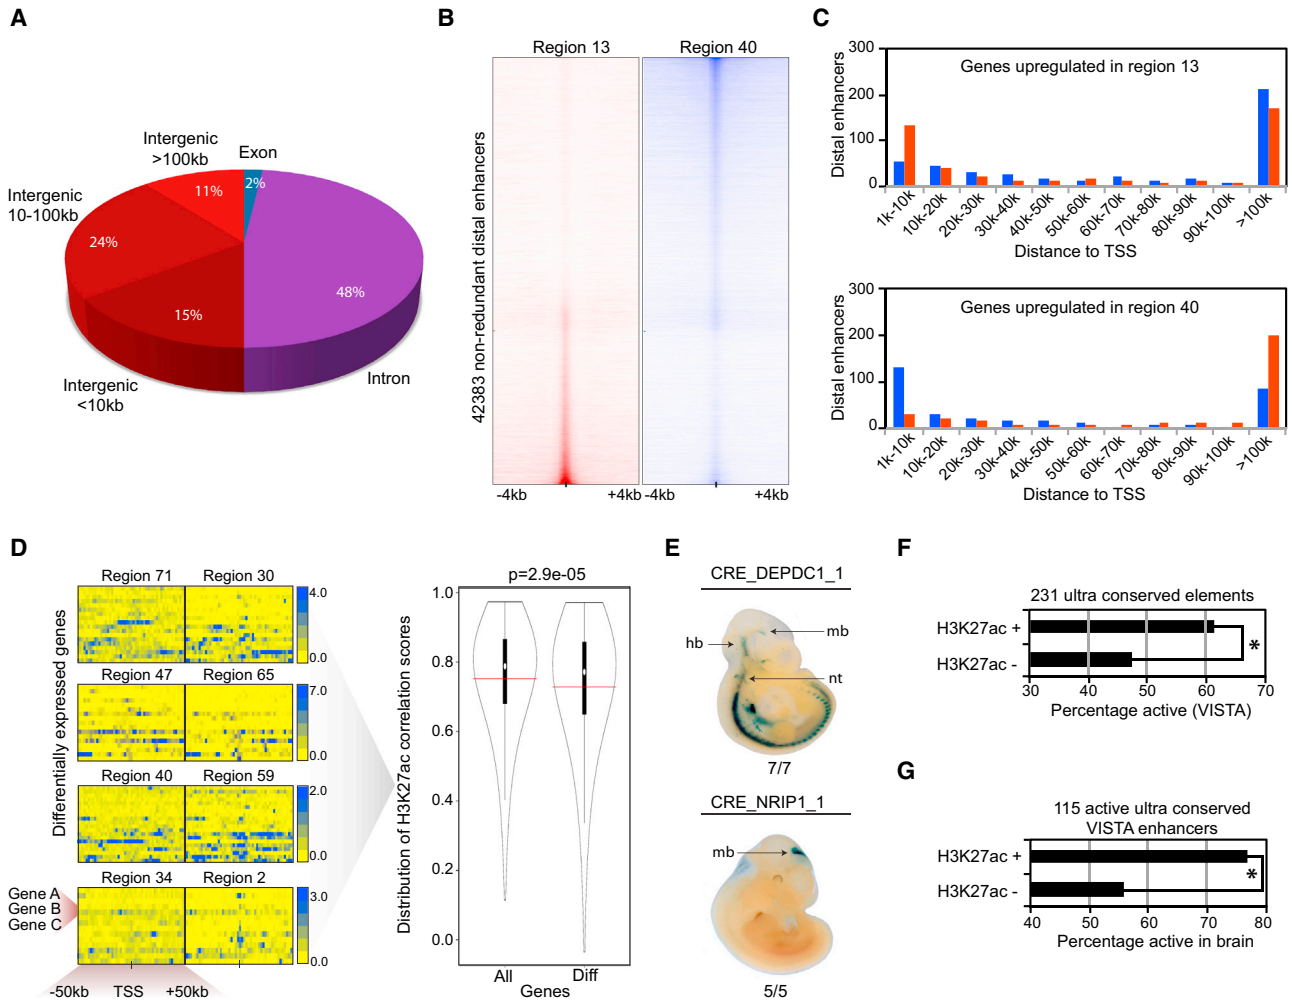 A
Intergenic
>100kb
Exon
2%
11%
Intergenic
10-100kb
24%
48%
15%
Intergenic
<10kb
Intron
B
Region 13
Region 40
42383 non-redundant distal enhancers
-4kb
+4kb
-4kb
+4kb
C
Distal enhancers
300
200
100
0
Genes upregulated in region 13
1k-10k
10k-20k
20k-30k
30k-40k
40k-50k
50k-60k
60k-70k
70k-80k
80k-90k
90k-100k
>100k
Distance to TSS
Distal enhancers
300
200
100
0
Genes upregulated in region 40
1k-10k
10k-20k
20k-30k
30k-40k
40k-50k
50k-60k
60k-70k
70k-80k
80k-90k
90k-100k
>100k
Distance to TSS
D
Differentially expressed genes
Region 71
Region 30
4.0
0.0
Region 47
Region 65
7.0
0.0
Region 40
Region 59
2.0
0.0
Region 34
Region 2
3.0
0.0
Gene A
Gene B
Gene C
-50kb
TSS
+50kb
p=2.9e-05
Distribution of H3K27ac correlation scores
1.0
0.8
0.6
0.4
0.2
0.0
All
Diff
Genes
E
CRE_DEPDC1_1
hb
mb
nt
7/7
CRE_NRIP1_1
mb
5/5
F
231 ultra conserved elements
H3K27ac +
H3K27ac -
*
30
40
50
60
70
Percentage active (VISTA)
G
115 active ultra conserved
VISTA enhancers
H3K27ac +
H3K27ac -
*
40
50
60
70
80
Percentage active in brain